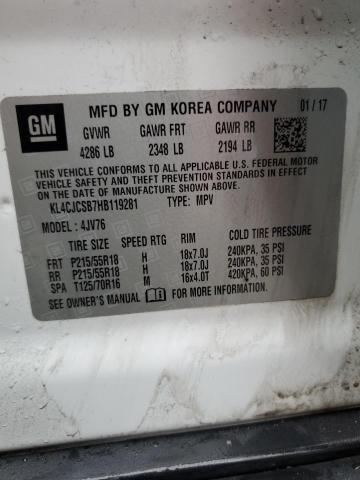 GM
MFD BY GM KOREA COMPANY 01/17
GVWR GAWR FRT GAWR RR
4286 LB 2348 LB 2194 LB
THIS VEHICLE CONFORMS TO ALL APPLICABLE U.S. FEDERAL
MOTOR VEHICLE SAFETY AND THEFT PREVENTION STANDARDS IN EFFECT
ON THE DATE OF MANUFACTURE SHOWN ABOVE.
KL4CJCSB7HB119281 TYPE: MPV
MODEL: 4JV76
TIRE SIZE SPEED RTG RIM COLD TIRE PRESSURE
FRT P215/55R18 H 18x7.0J 240KPA, 35 PSI
RR P215/55R18 H 18x7.0J 240KPA, 35 PSI
SPA T125/70R16 M 16x4.0T 420KPA, 60 PSI
SEE OWNER'S MANUAL FOR MORE INFORMATION.